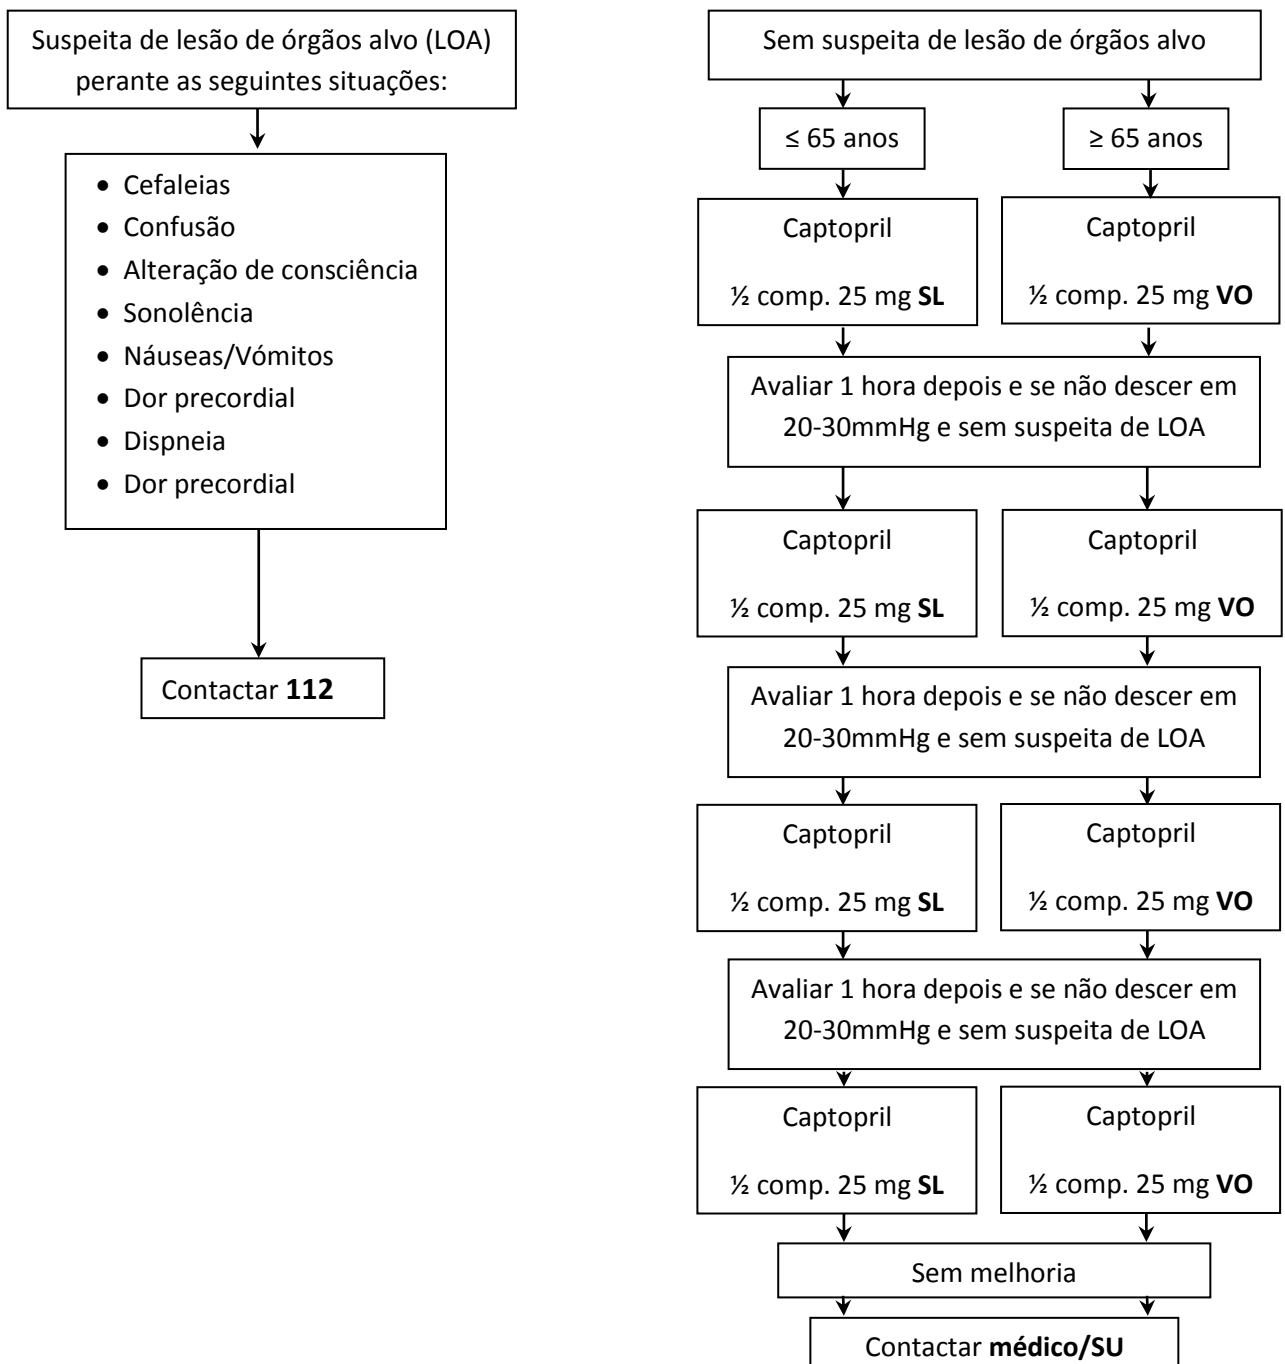 Suspeita de lesão de órgãos alvo (LOA)
perante as seguintes situações:
• Cefaleias
• Confusão
• Alteração de consciência
• Sonolência
• Náuseas/Vómitos
• Dor precordial
• Dispneia
• Dor precordial
Contactar 112
Sem suspeita de lesão de órgãos alvo
≤ 65 anos
≥ 65 anos
Captopril
½ comp. 25 mg SL
Captopril
½ comp. 25 mg VO
Avaliar 1 hora depois e se não descer em
20-30mmHg e sem suspeita de LOA
Captopril
½ comp. 25 mg SL
Captopril
½ comp. 25 mg VO
Avaliar 1 hora depois e se não descer em
20-30mmHg e sem suspeita de LOA
Captopril
½ comp. 25 mg SL
Captopril
½ comp. 25 mg VO
Avaliar 1 hora depois e se não descer em
20-30mmHg e sem suspeita de LOA
Captopril
½ comp. 25 mg SL
Captopril
½ comp. 25 mg VO
Sem melhoria
Contactar médico/SU